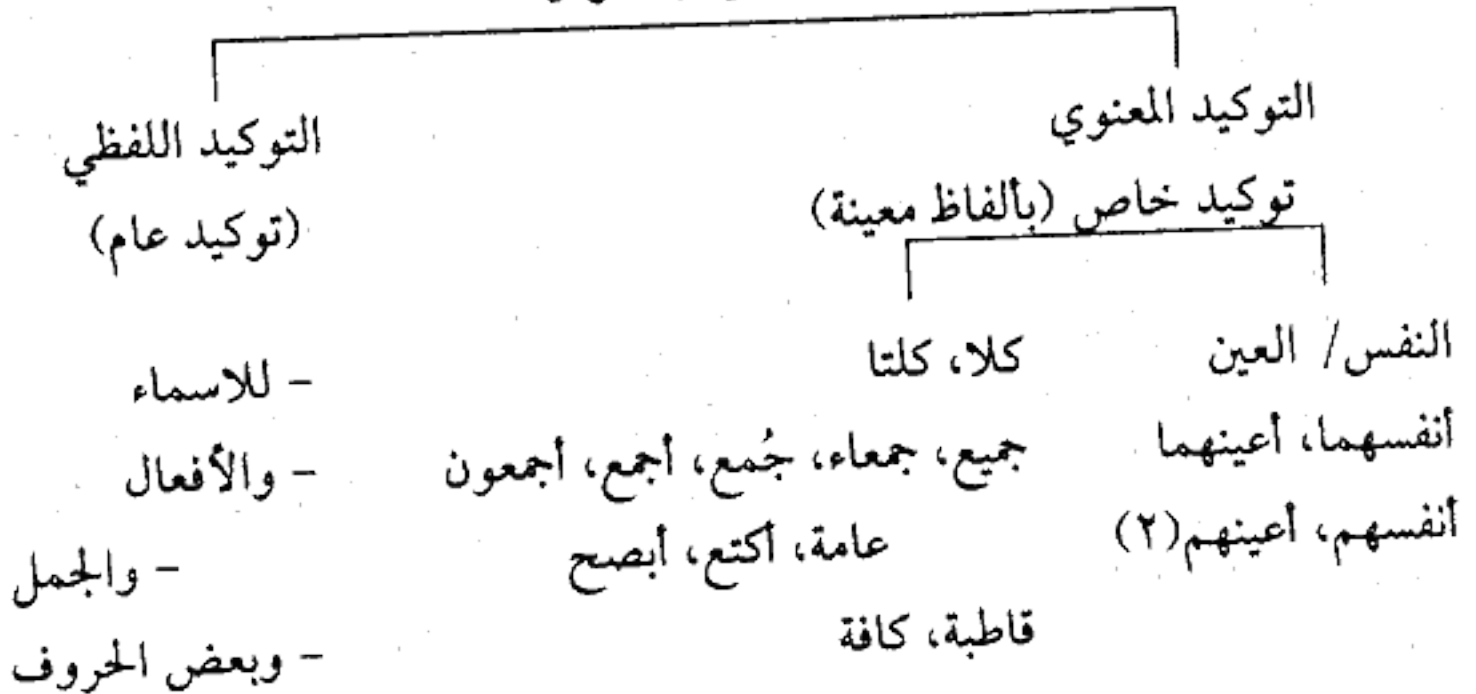 التوكيد المعنوي
توكيد خاص (بألفاظ معينة)
النفس/ العين
أنفسهما، أعينهما
أنفسهم، أعينهم(٢)
كلا، كلتا
جميع، جمعاء، جُمع، أجمع، أجمعون
عامة، أكتع، أبصح
قاطبة، كافة
التوكيد اللفظي
(توكيد عام)
- للاسماء
- والأفعال
- والجمل
- وبعض الحروف